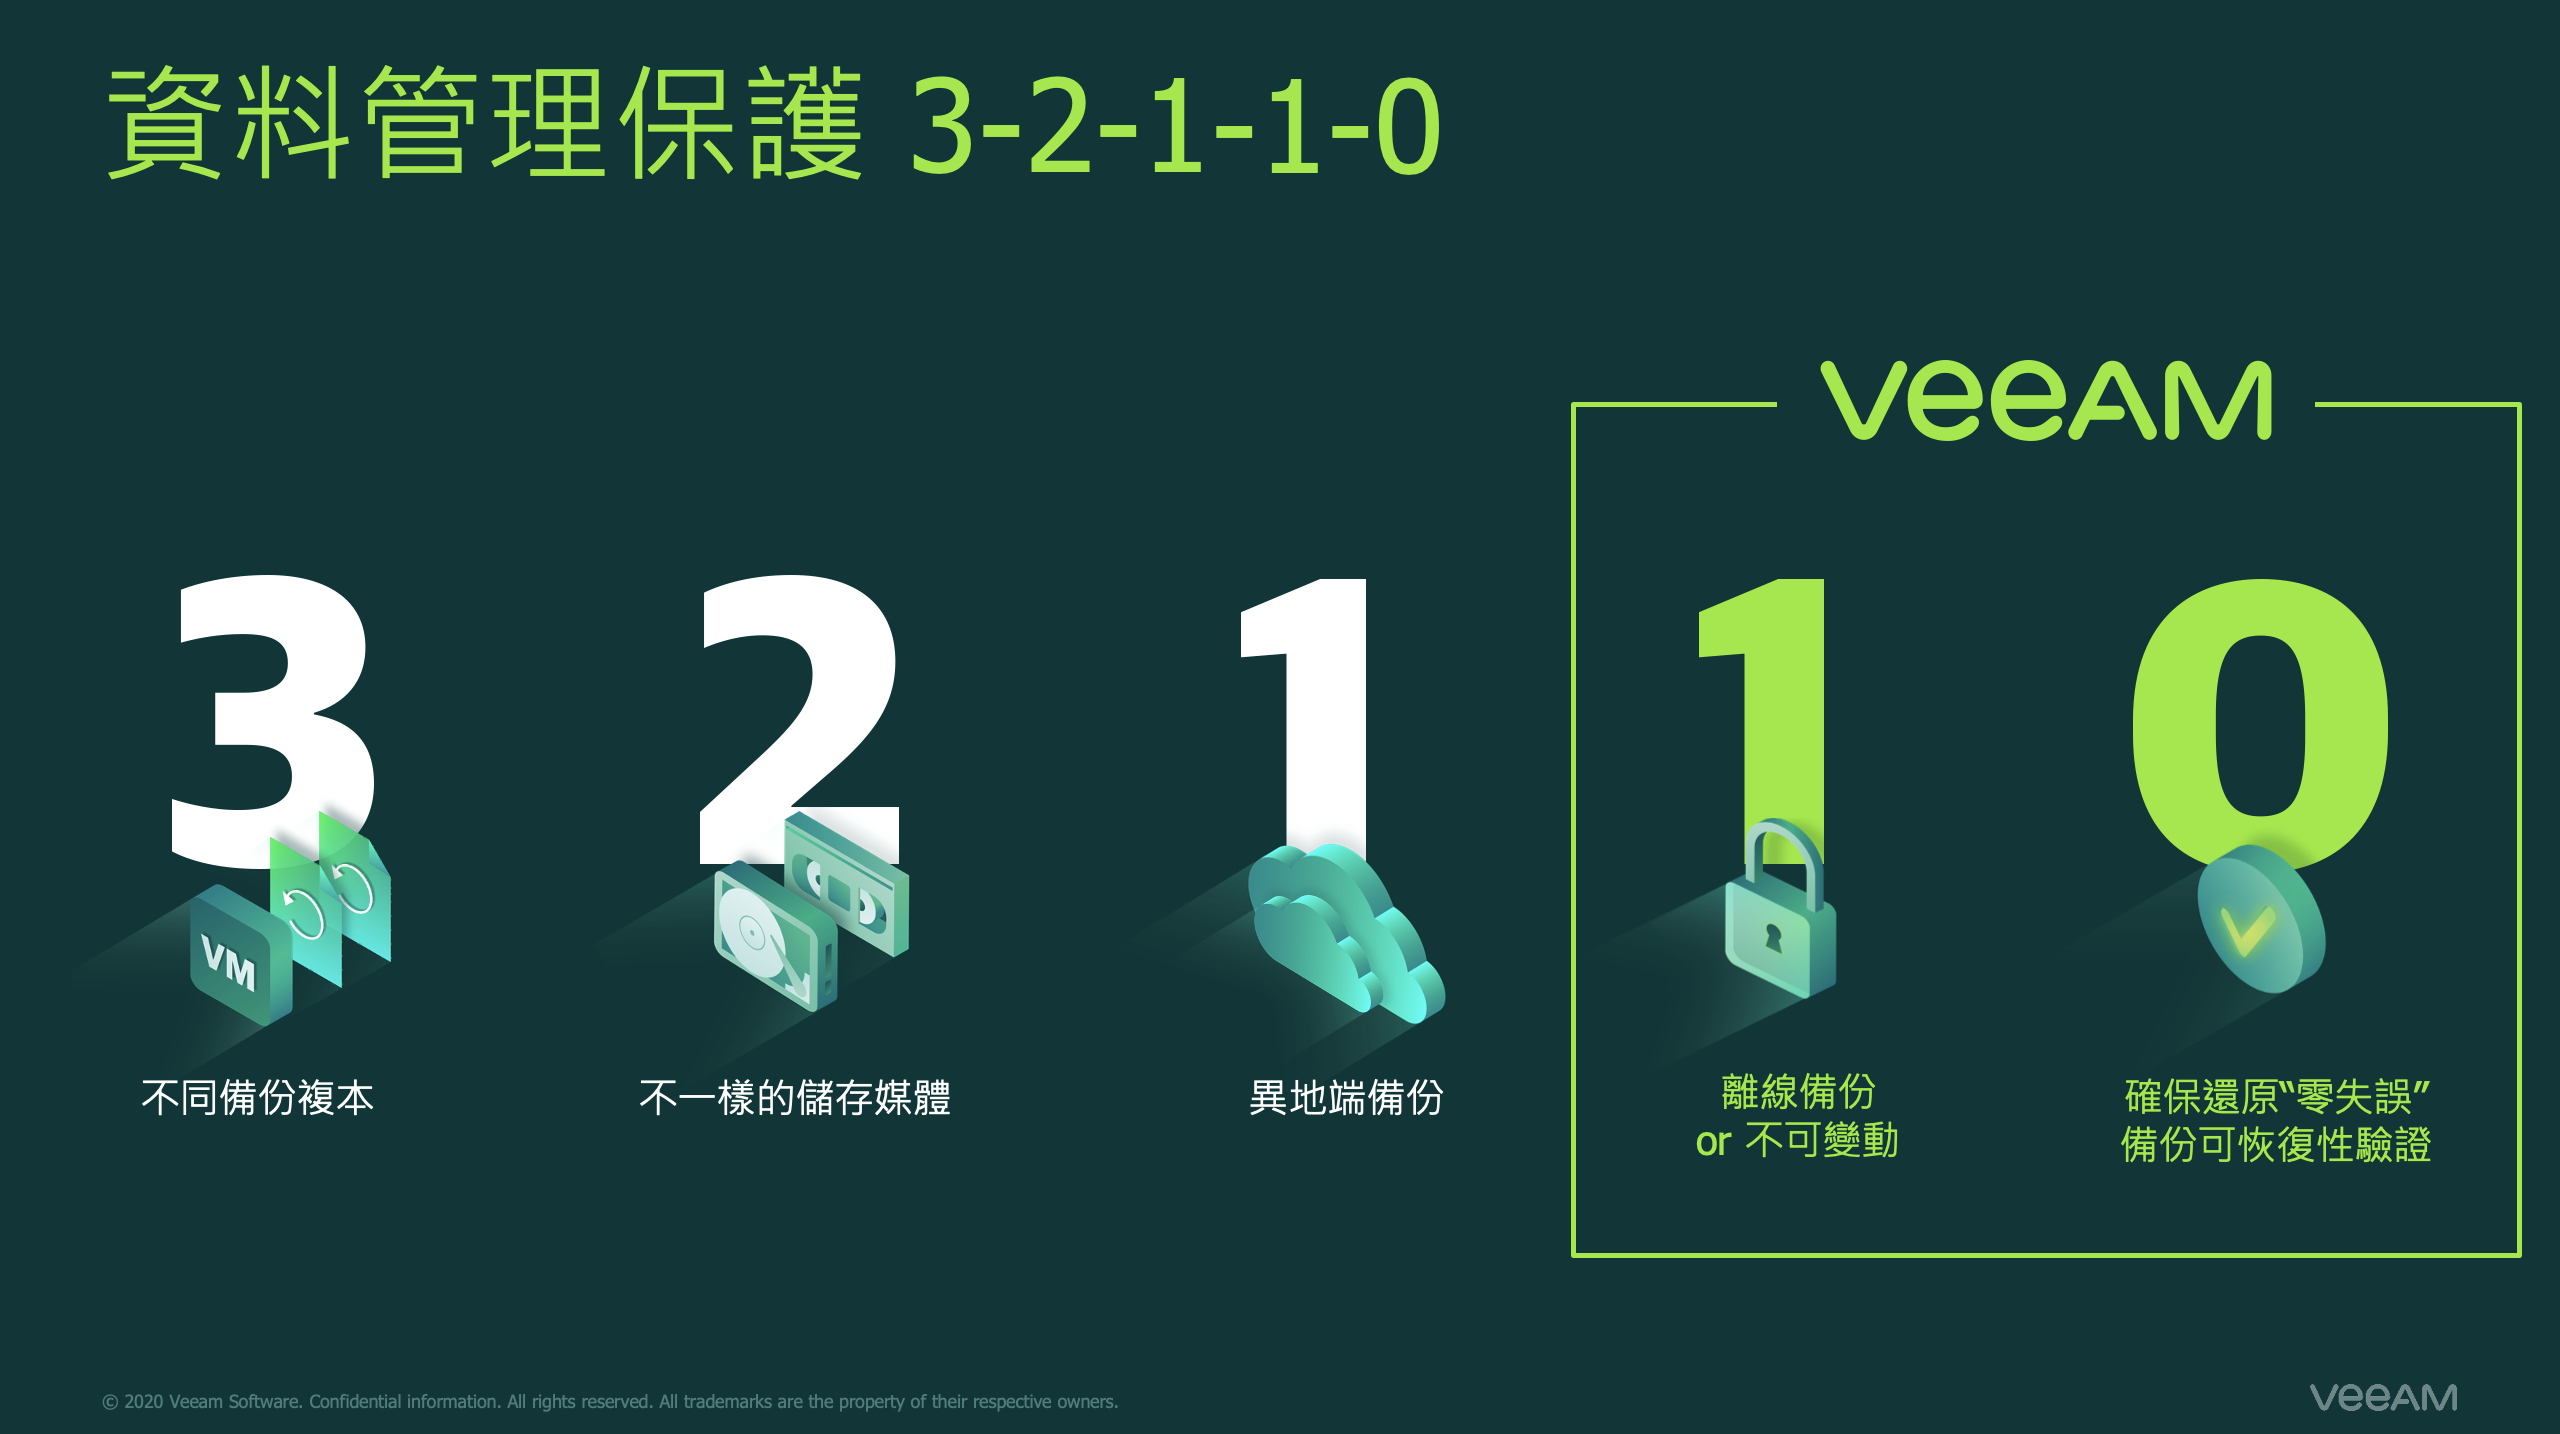 資料管理保護 3-2-1-1-0
VEEAM
3
2
1
1
0
VM
不同備份複本
不一樣的儲存媒體
異地端備份
離線備份
or 不可變動
確保還原“零失誤”
備份可恢復性驗證
© 2020 Veeam Software. Confidential information. All rights reserved. All trademarks are the property of their respective owners.
VEEAM